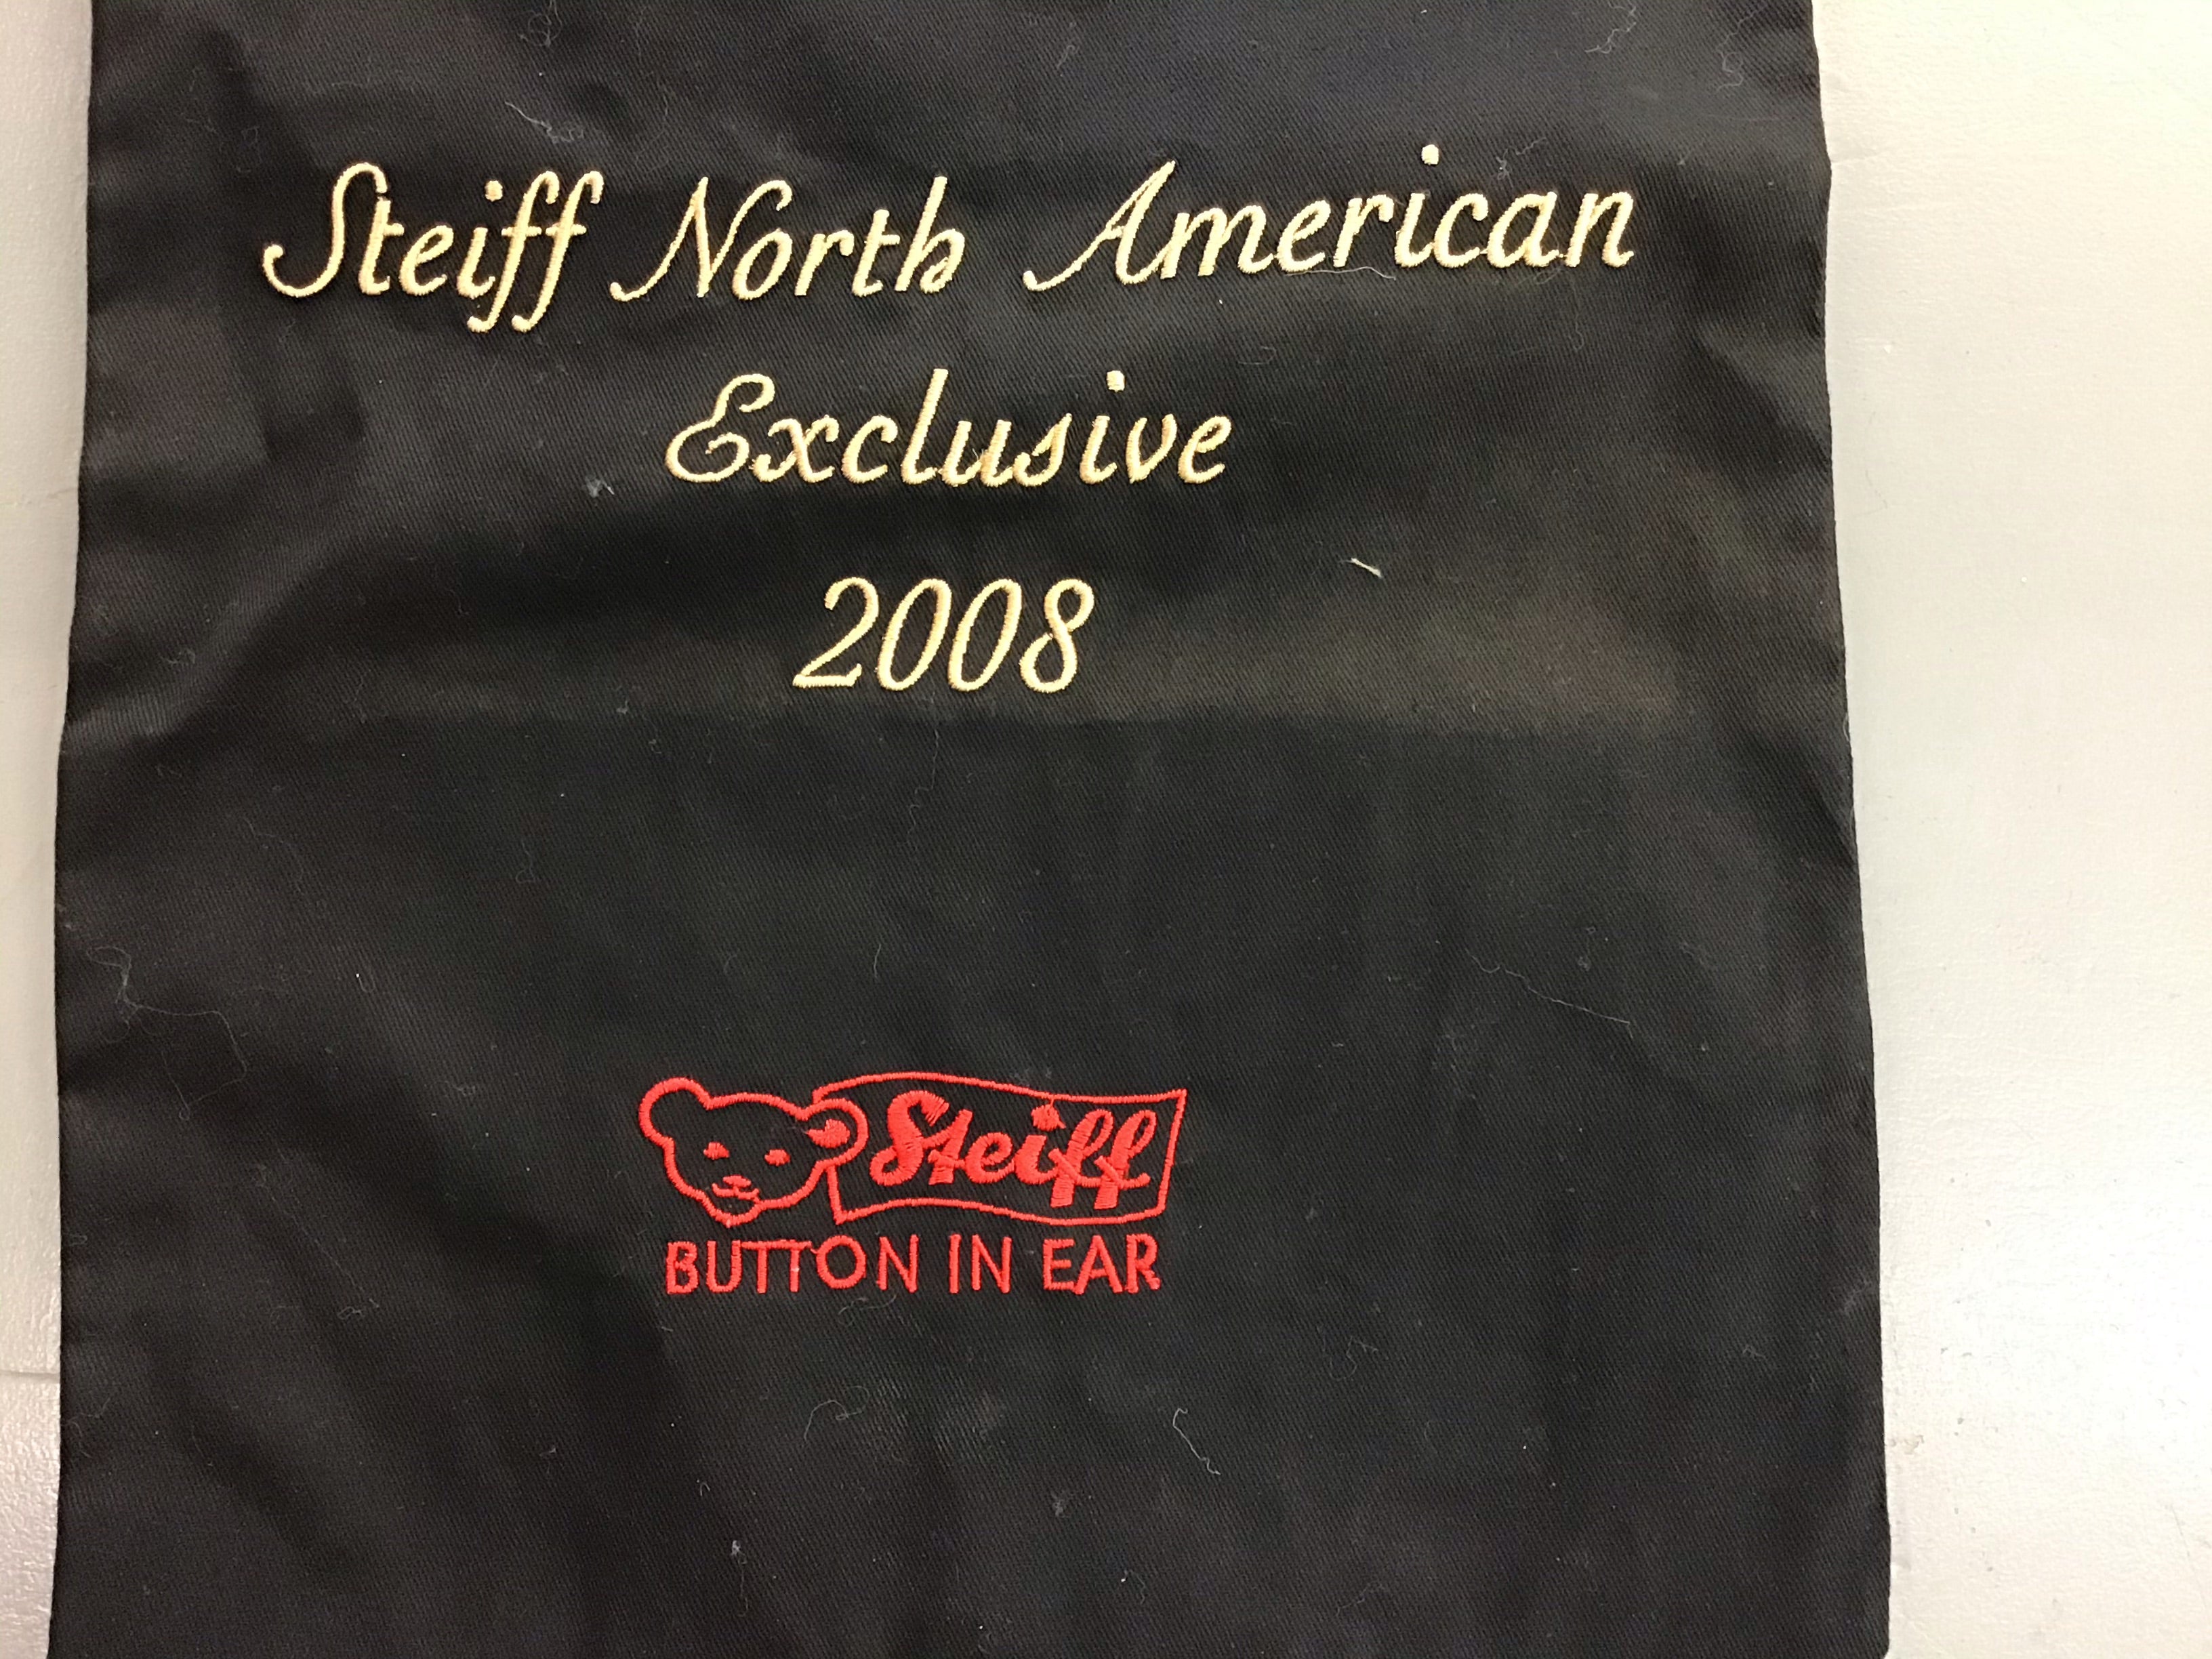 Steiff North American
Exclusive
2008
Steiff
BUTTON IN EAR